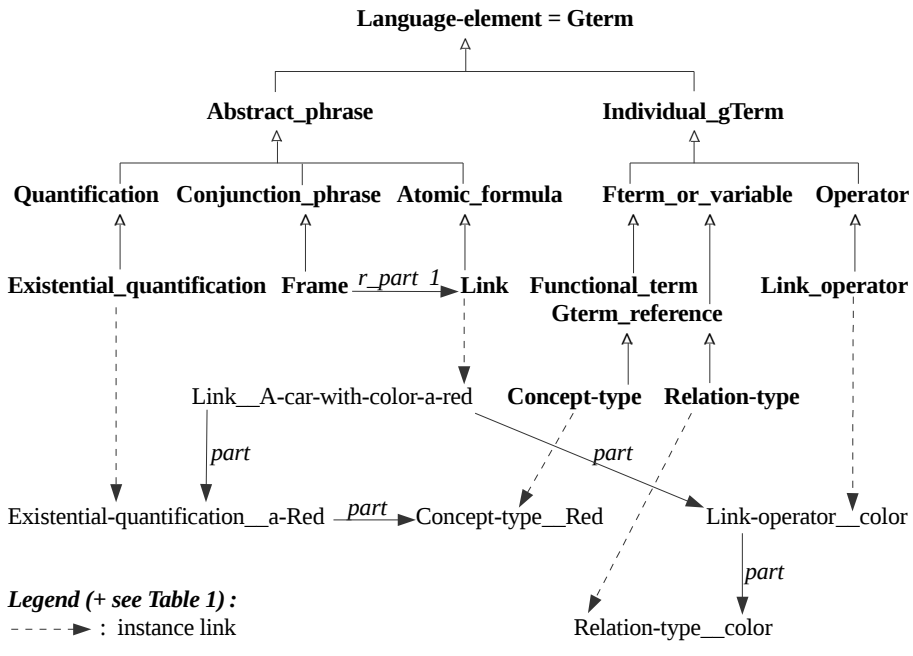 Language-element = Gterm
Abstract_phrase Individual_gTerm
Quantification Conjunction_phrase Atomic_formula Fterm_or_variable Operator
Existential_quantification Frame r_part 1 Link Functional_term Link_operator
Gterm_reference
Link__A-car-with-color-a-red Concept-type Relation-type
part part
Existential-quantification__a-Red part Concept-type__Red Link-operator__color
part
Legend (+ see Table 1) :
: instance link Relation-type__color